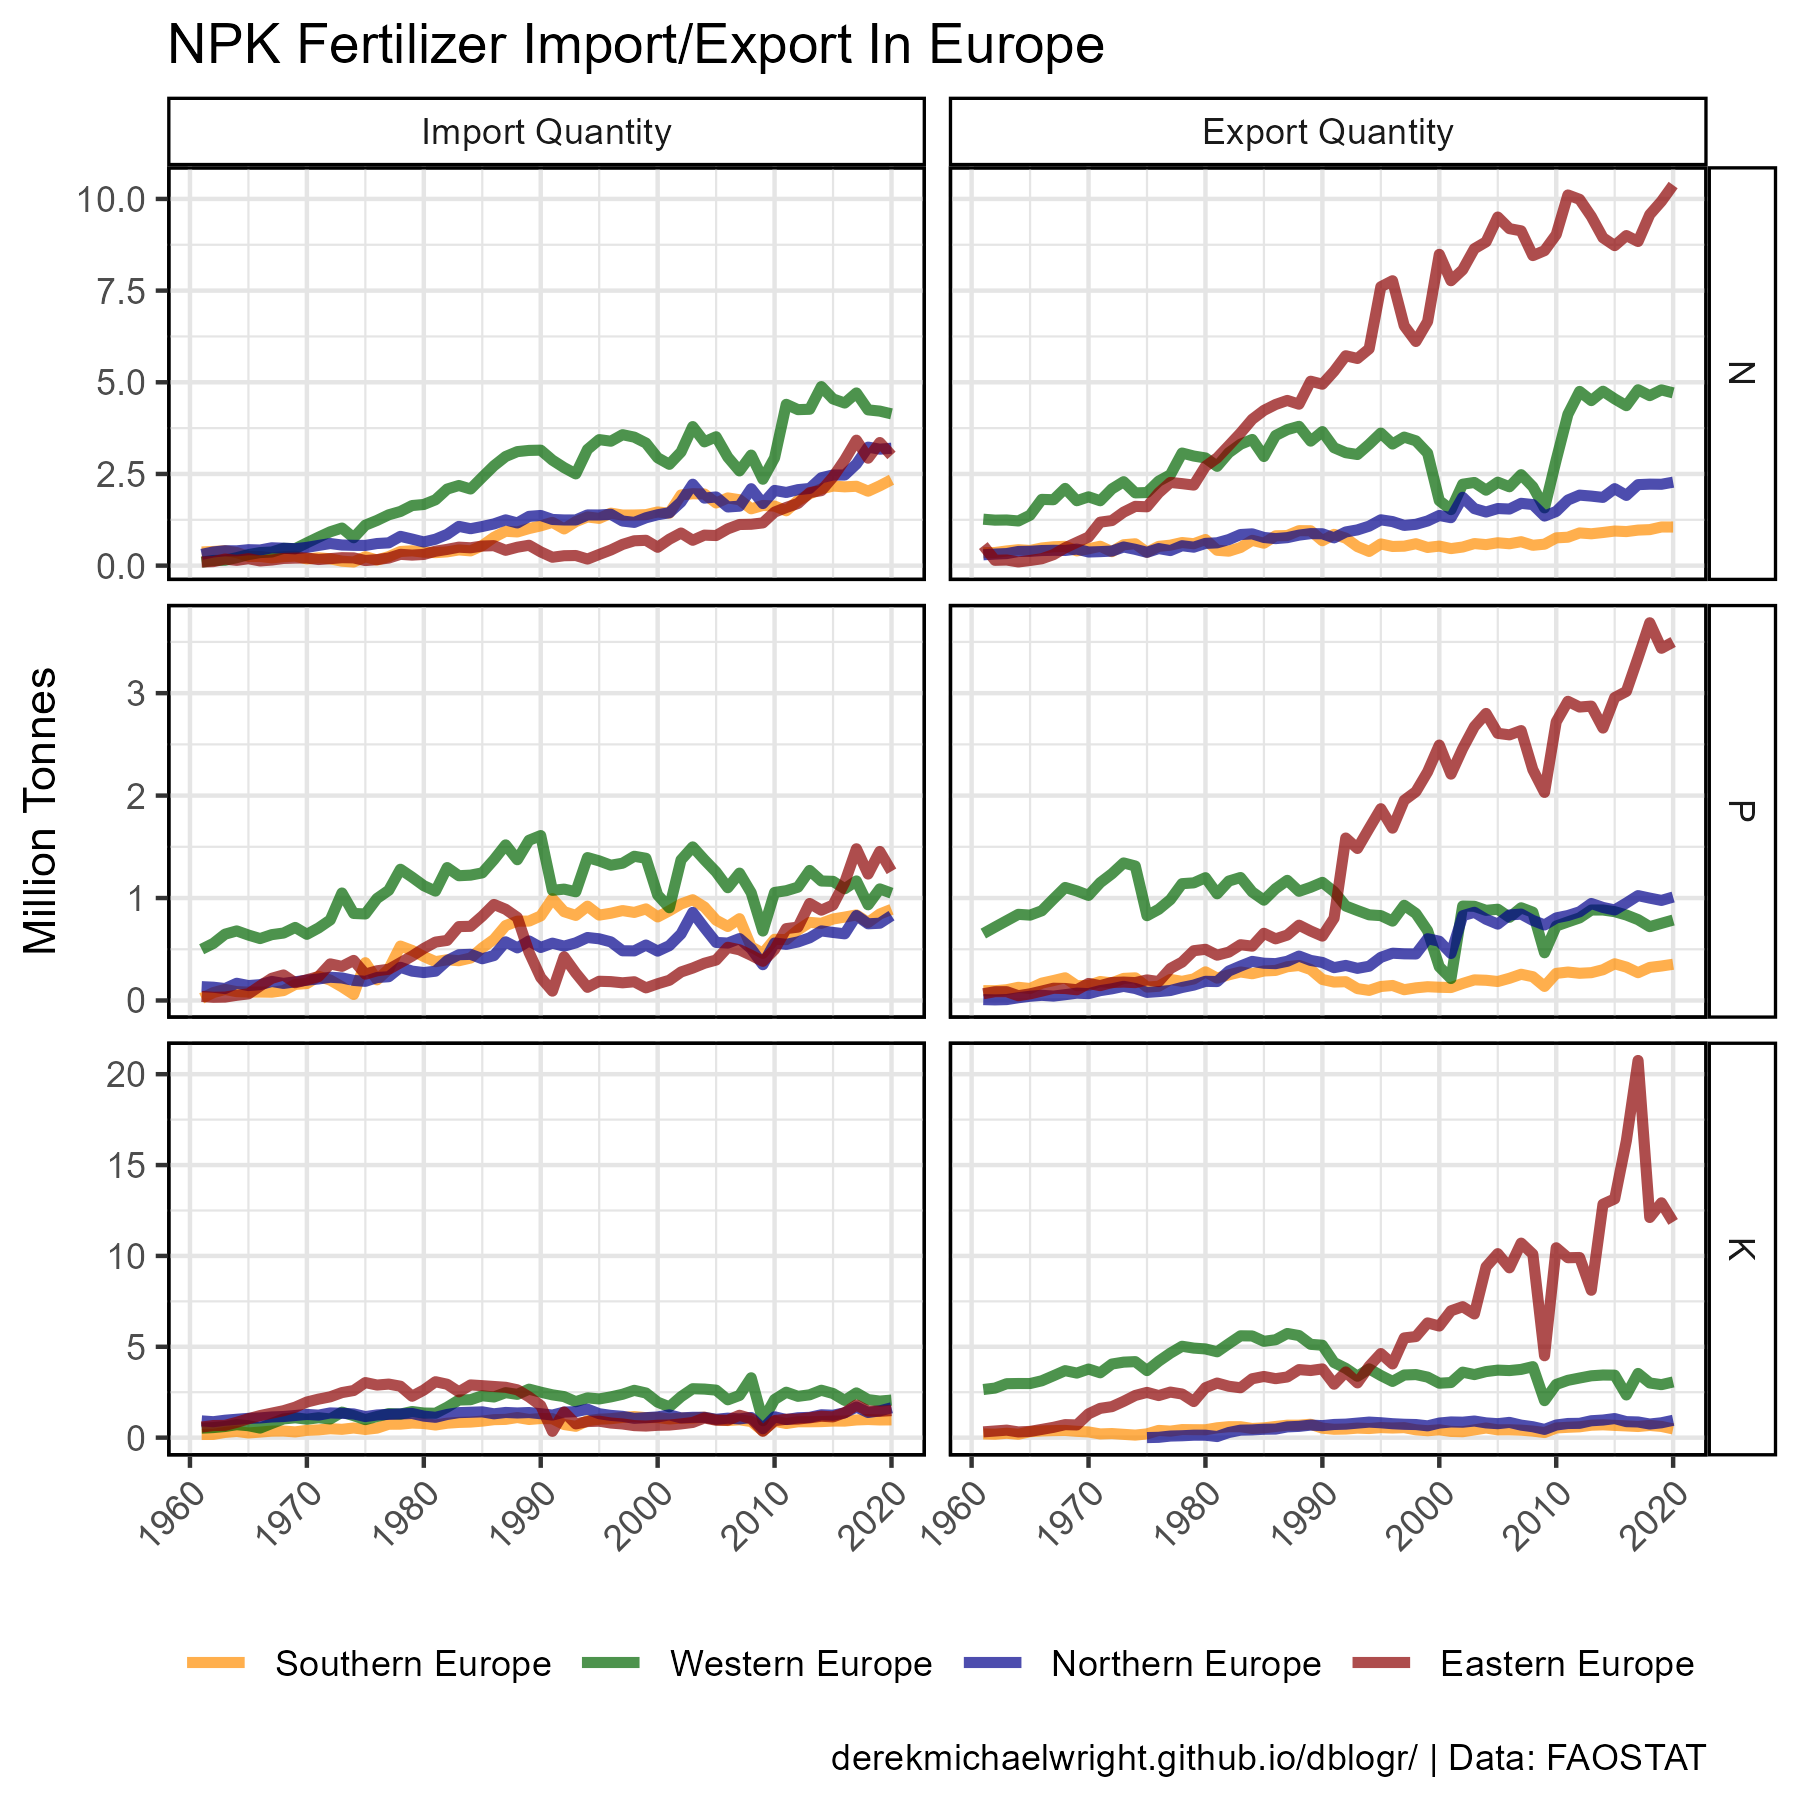 NPK Fertilizer Import/Export In Europe
Import Quantity
Export Quantity
10.0
7.5
5.0
2.5
0.0
N
3
2
1
0
P
20
15
10
5
0
K
Million Tonnes
1960 1970 1980 1990 2000 2010 2020
1960 1970 1980 1990 2000 2010 2020
Southern Europe Western Europe Northern Europe Eastern Europe
derekmichaelwright.github.io/dblogr/ | Data: FAOSTAT